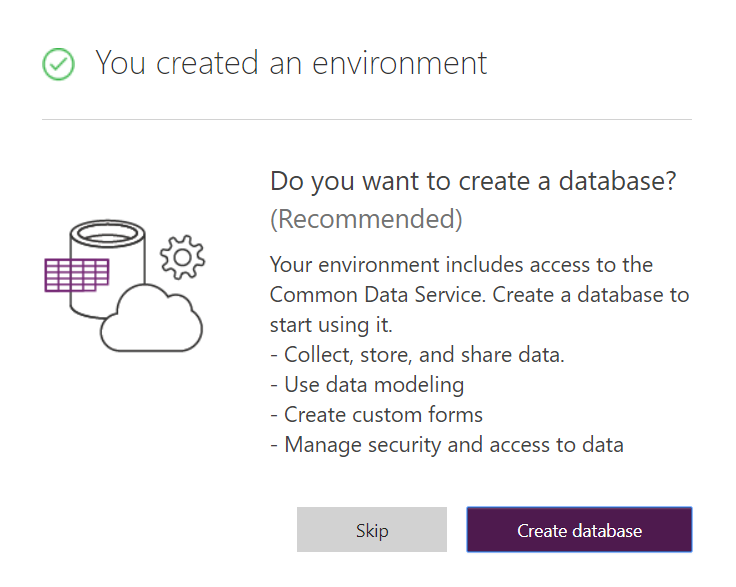 You created an environment
Do you want to create a database?
(Recommended)
Your environment includes access to the
Common Data Service. Create a database to
start using it.
- Collect, store, and share data.
- Use data modeling
- Create custom forms
- Manage security and access to data
Skip
Create database